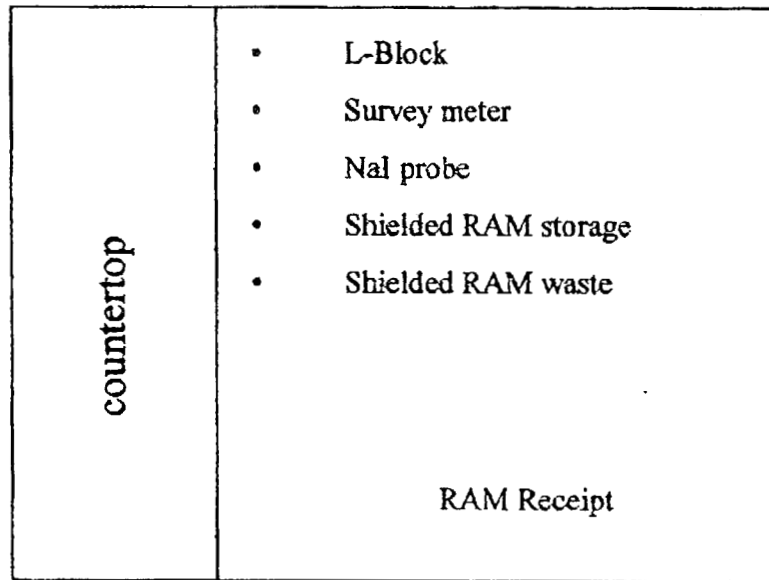 countertop
• L-Block
• Survey meter
• NaI probe
• Shielded RAM storage
• Shielded RAM waste
RAM Receipt